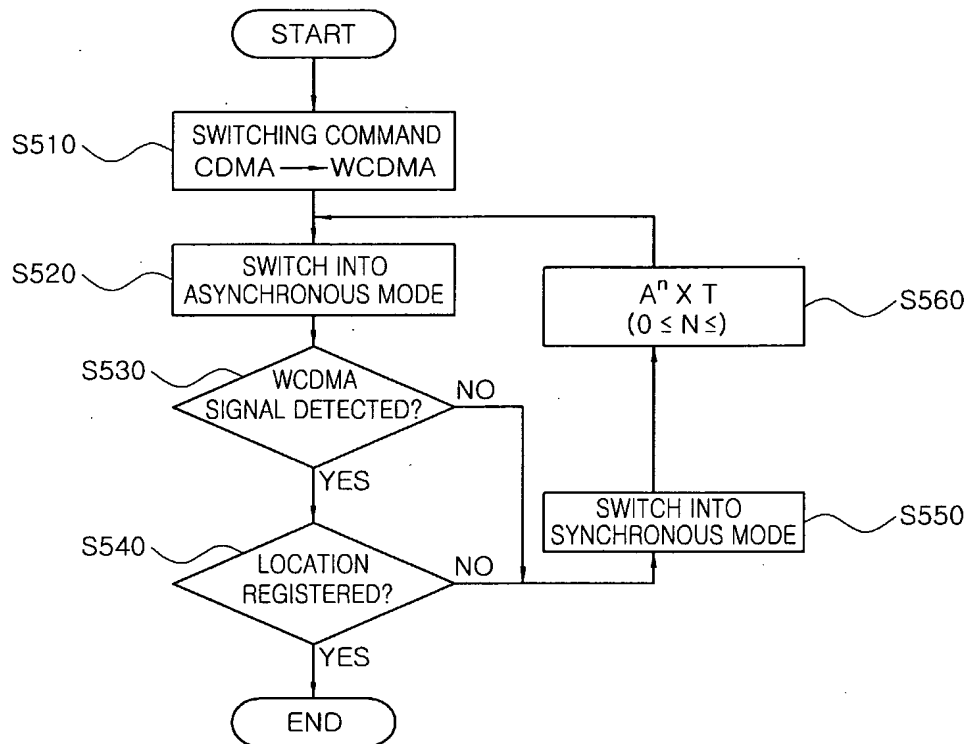 START
S510
SWITCHING COMMAND
CDMA → WCDMA
S520
SWITCH INTO
ASYNCHRONOUS MODE
S530
WCDMA
SIGNAL DETECTED?
NO
YES
S540
LOCATION
REGISTERED?
NO
YES
END
SWITCH INTO
SYNCHRONOUS MODE
S550
Aⁿ X T
(0 ≤ N ≤)
S560